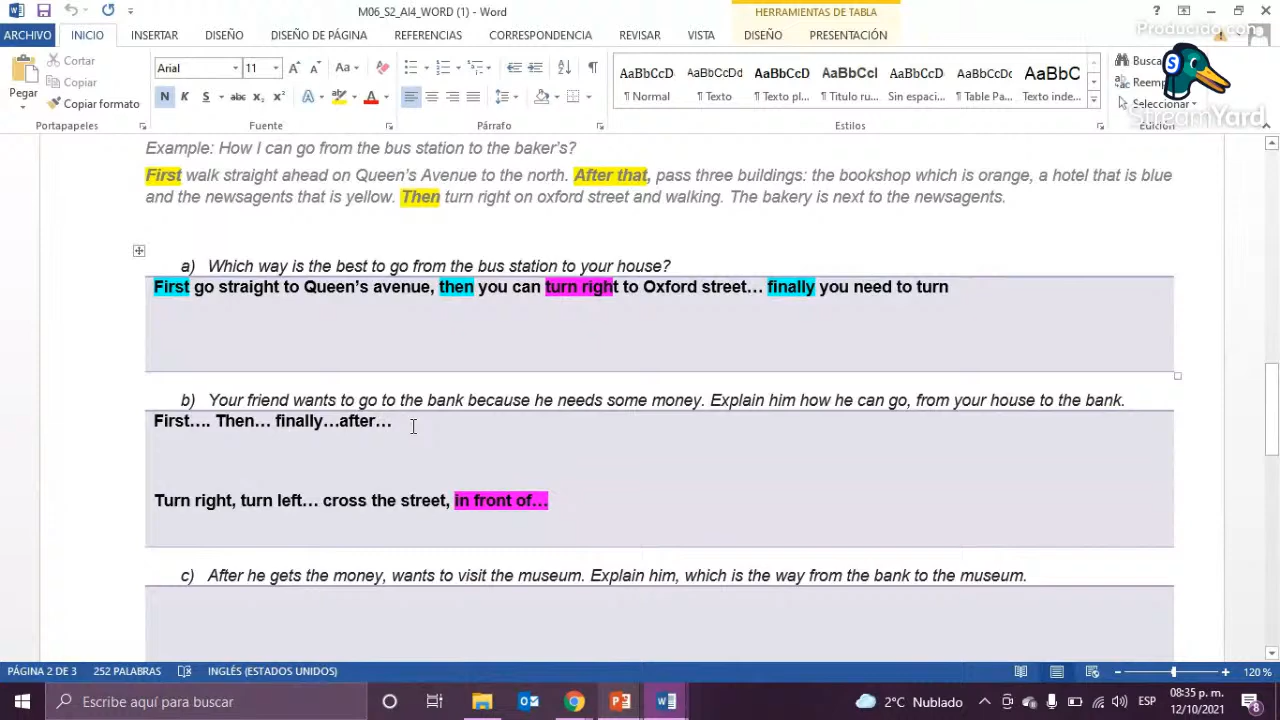 M06_S2_AI4_WORD (1) - Word
HERRAMIENTAS DE TABLA
Producido con
ARCHIVO INICIO INSERTAR DISEÑO DISEÑO DE PÁGINA REFERENCIAS CORRESPONDENCIA REVISAR VISTA DISEÑO PRESENTACIÓN
Pegar
Cortar
Copiar
Copiar formato
Portapapeles
Arial 11
N K S abc x₂ x²
Fuente
Párrafo
AaBbCcD AaBbCcDd AaBbCcD AaBbCcI AaBbCcD AaBbCcDc AaBbC
¶ Normal ¶ Texto ¶ Texto pl... ¶ Titulo ru... Sin espaci... ¶ Table Pa... Texto inde...
Estilos
Busca
Reemp
Seleccionar
Edición
StreamYard
Example: How I can go from the bus station to the baker's?
First walk straight ahead on Queen's Avenue to the north. After that, pass three buildings: the bookshop which is orange, a hotel that is blue
and the newsagents that is yellow. Then turn right on oxford street and walking. The bakery is next to the newsagents.
a) Which way is the best to go from the bus station to your house?
First go straight to Queen's avenue, then you can turn right to Oxford street… finally you need to turn
b) Your friend wants to go to the bank because he needs some money. Explain him how he can go, from your house to the bank.
First…. Then… finally…after…
Turn right, turn left… cross the street, in front of…
c) After he gets the money, wants to visit the museum. Explain him, which is the way from the bank to the museum.
PÁGINA 2 DE 3 252 PALABRAS INGLÉS (ESTADOS UNIDOS) 120 %
Escribe aquí para buscar
2°C Nublado ESP
08:35 p. m.
12/10/2021
8